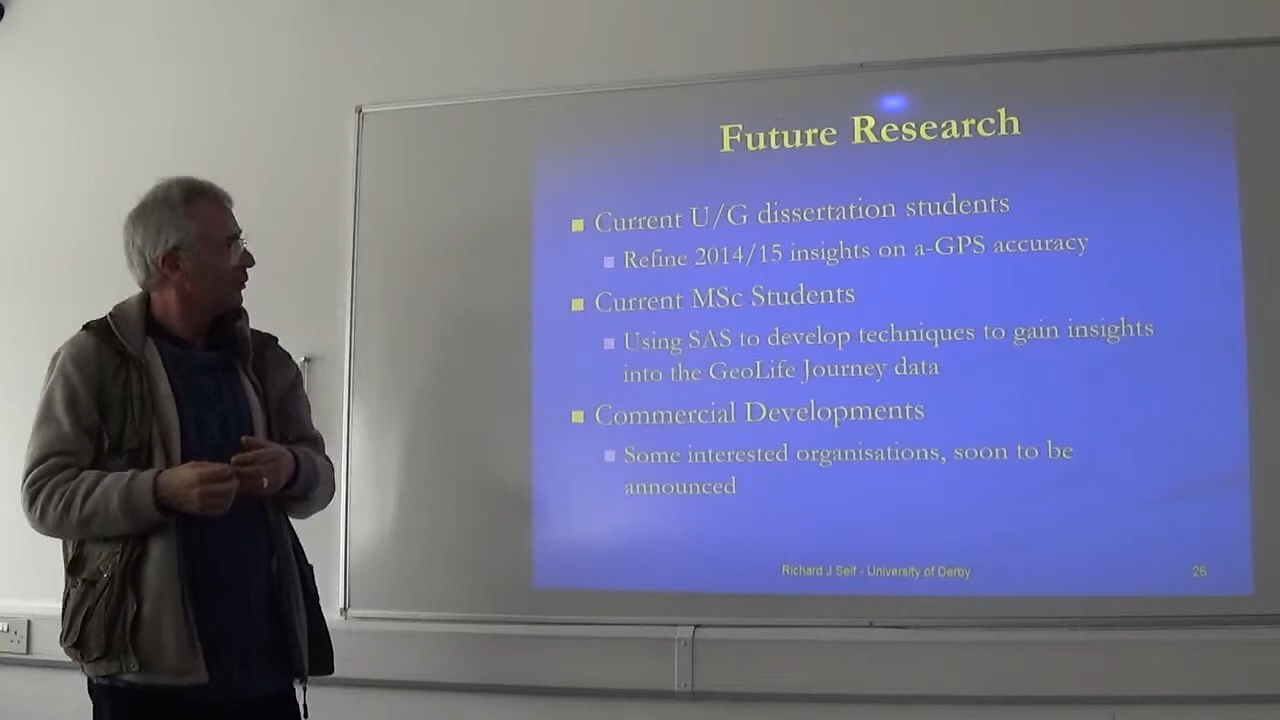 Future Research
Current U/G dissertation students
Refine 2014/15 insights on a-GPS accuracy
Current MSc Students
Using SAS to develop techniques to gain insights
into the GeoLife Journey data
Commercial Developments
Some interested organisations, soon to be
announced
Richard J Self - University of Derby
26